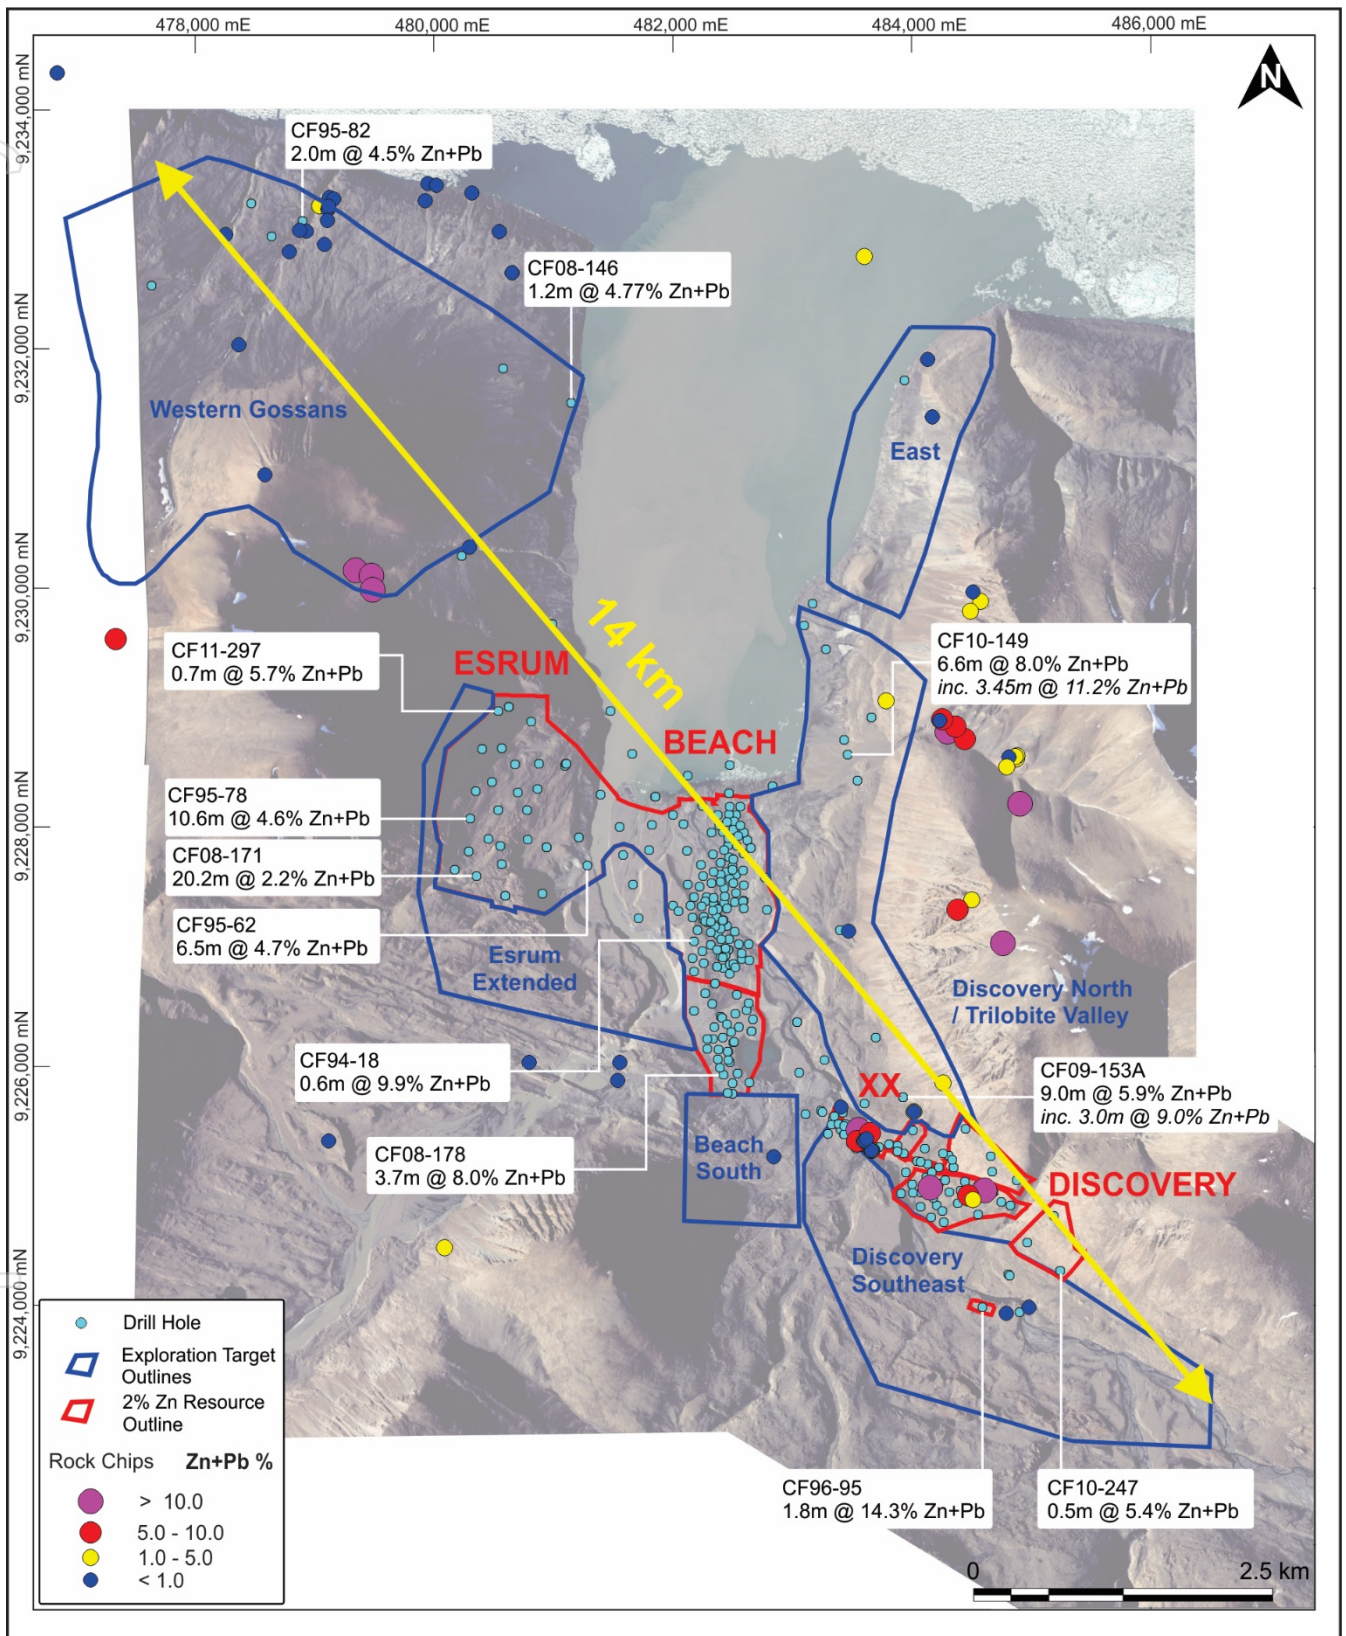 478,000 mE
480,000 mE
482,000 mE
484,000 mE
486,000 mE
9,234,000 mN
9,232,000 mN
9,230,000 mN
9,228,000 mN
9,226,000 mN
9,224,000 mN
N
CF95-82
2.0m @ 4.5% Zn+Pb
CF08-146
1.2m @ 4.77% Zn+Pb
Western Gossans
East
14 km
CF11-297
0.7m @ 5.7% Zn+Pb
ESRUM
CF10-149
6.6m @ 8.0% Zn+Pb
inc. 3.45m @ 11.2% Zn+Pb
BEACH
CF95-78
10.6m @ 4.6% Zn+Pb
CF08-171
20.2m @ 2.2% Zn+Pb
CF95-62
6.5m @ 4.7% Zn+Pb
Esrum
Extended
Discovery North
/ Trilobite Valley
CF94-18
0.6m @ 9.9% Zn+Pb
XX
CF09-153A
9.0m @ 5.9% Zn+Pb
inc. 3.0m @ 9.0% Zn+Pb
CF08-178
3.7m @ 8.0% Zn+Pb
Beach
South
DISCOVERY
Discovery
Southeast
Drill Hole
Exploration Target
Outlines
2% Zn Resource
Outline
Rock Chips Zn+Pb %
> 10.0
5.0 - 10.0
1.0 - 5.0
< 1.0
CF96-95
1.8m @ 14.3% Zn+Pb
CF10-247
0.5m @ 5.4% Zn+Pb
0 2.5 km